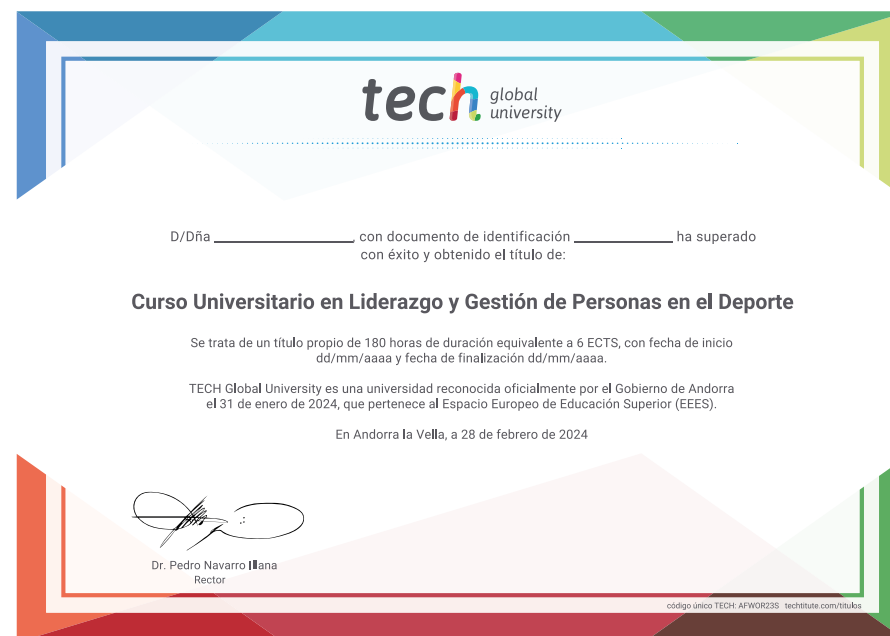 tech global university
D/Dña ____________________, con documento de identificación ______________ ha superado
con éxito y obtenido el título de:
Curso Universitario en Liderazgo y Gestión de Personas en el Deporte
Se trata de un título propio de 180 horas de duración equivalente a 6 ECTS, con fecha de inicio
dd/mm/aaaa y fecha de finalización dd/mm/aaaa.
TECH Global University es una universidad reconocida oficialmente por el Gobierno de Andorra
el 31 de enero de 2024, que pertenece al Espacio Europeo de Educación Superior (EEES).
En Andorra la Vella, a 28 de febrero de 2024
Dr. Pedro Navarro Illana
Rector
código único TECH: AFWOR23S techtitute.com/titulos